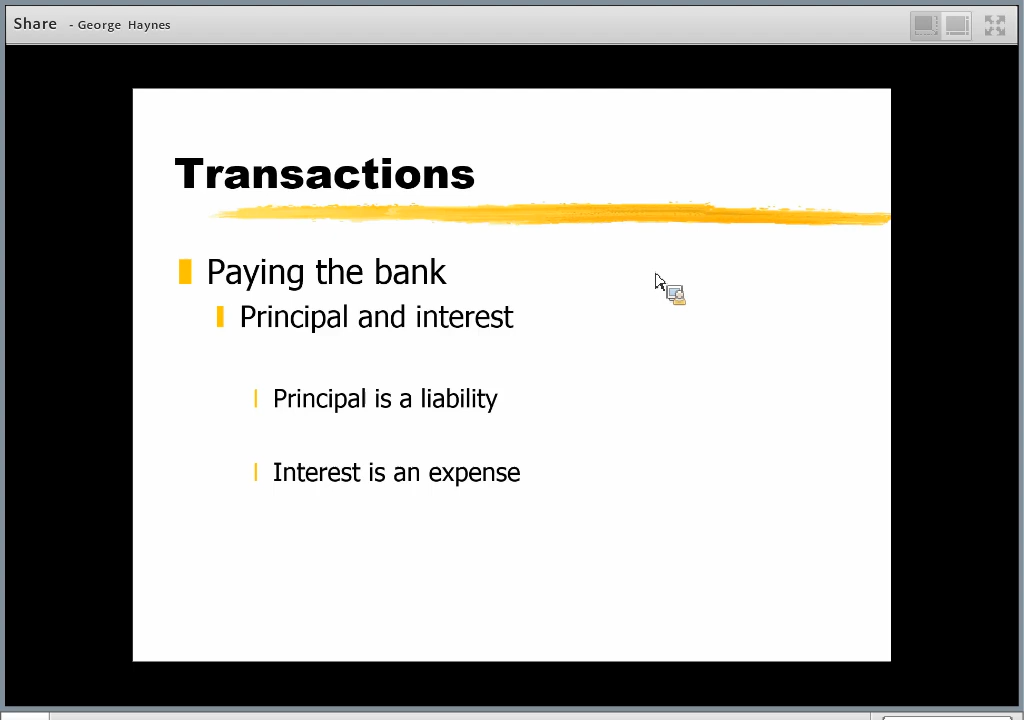 Share - George Haynes
Transactions
Paying the bank
Principal and interest
Principal is a liability
Interest is an expense